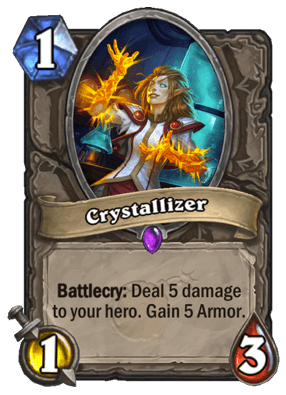 1
Crystallizer
Battlecry: Deal 5 damage
to your hero. Gain 5 Armor.
1
3